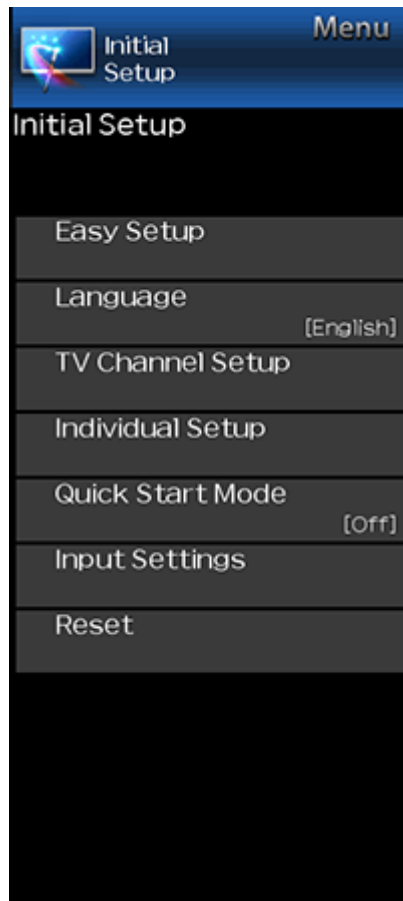 Menu
Initial
Setup
Initial Setup
Easy Setup
Language
[English]
TV Channel Setup
Individual Setup
Quick Start Mode
[Off]
Input Settings
Reset